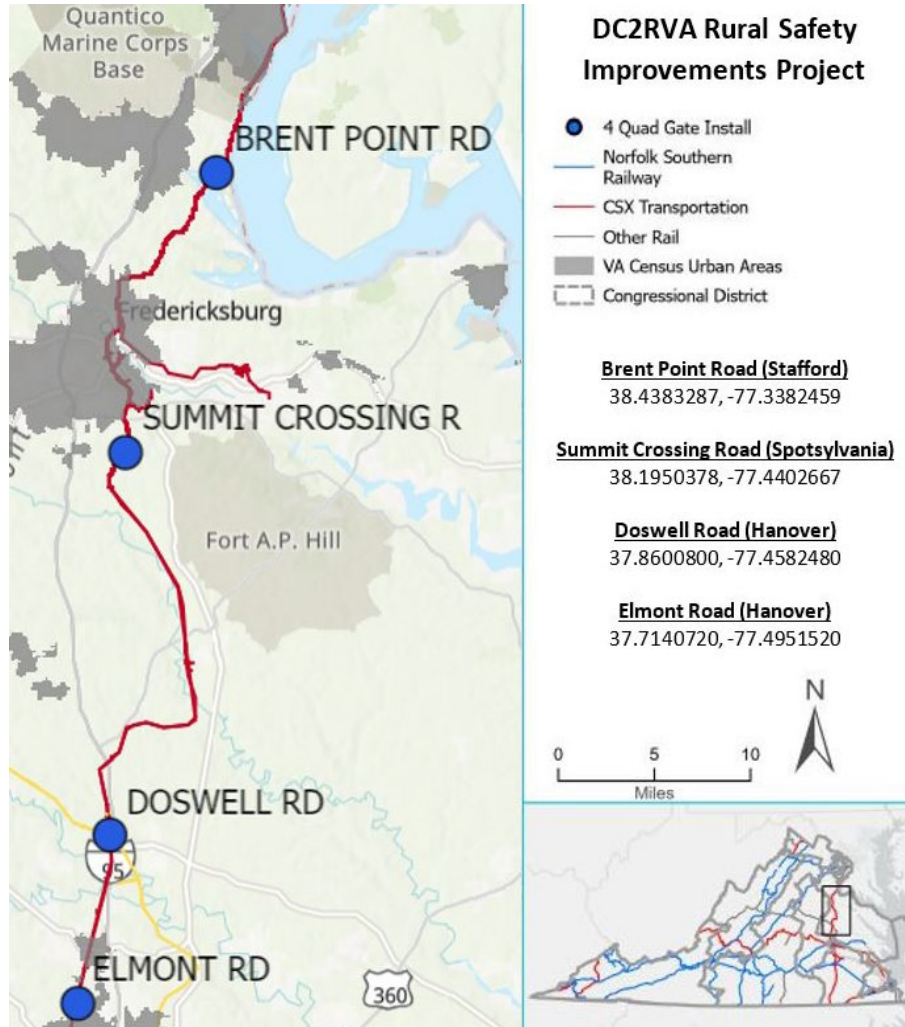 Quantico
Marine Corps
Base
BRENT POINT RD
Fredericksburg
SUMMIT CROSSING R
Fort A.P. Hill
DOSWELL RD
95
ELMONT RD
360
DC2RVA Rural Safety
Improvements Project
4 Quad Gate Install
Norfolk Southern
Railway
CSX Transportation
Other Rail
VA Census Urban Areas
Congressional District
Brent Point Road (Stafford)
38.4383287, -77.3382459
Summit Crossing Road (Spotsylvania)
38.1950378, -77.4402667
Doswell Road (Hanover)
37.8600800, -77.4582480
Elmont Road (Hanover)
37.7140720, -77.4951520
N
0 5 10
Miles